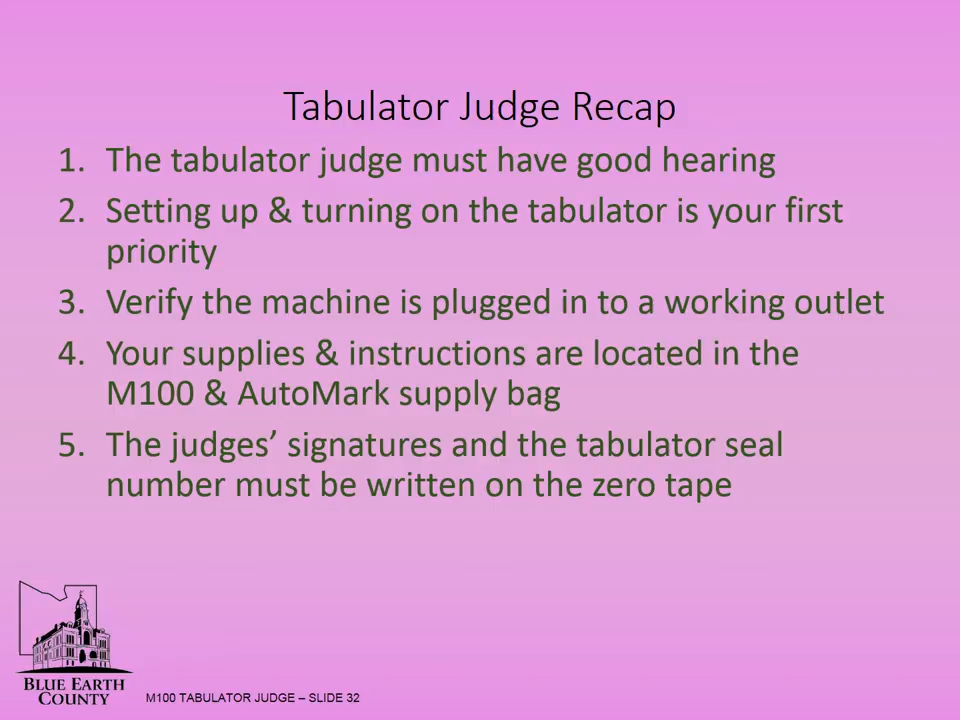 Tabulator Judge Recap
1. The tabulator judge must have good hearing
2. Setting up & turning on the tabulator is your first
priority
3. Verify the machine is plugged in to a working outlet
4. Your supplies & instructions are located in the
M100 & AutoMark supply bag
5. The judges’ signatures and the tabulator seal
number must be written on the zero tape
BLUE EARTH
COUNTY
M100 TABULATOR JUDGE – SLIDE 32